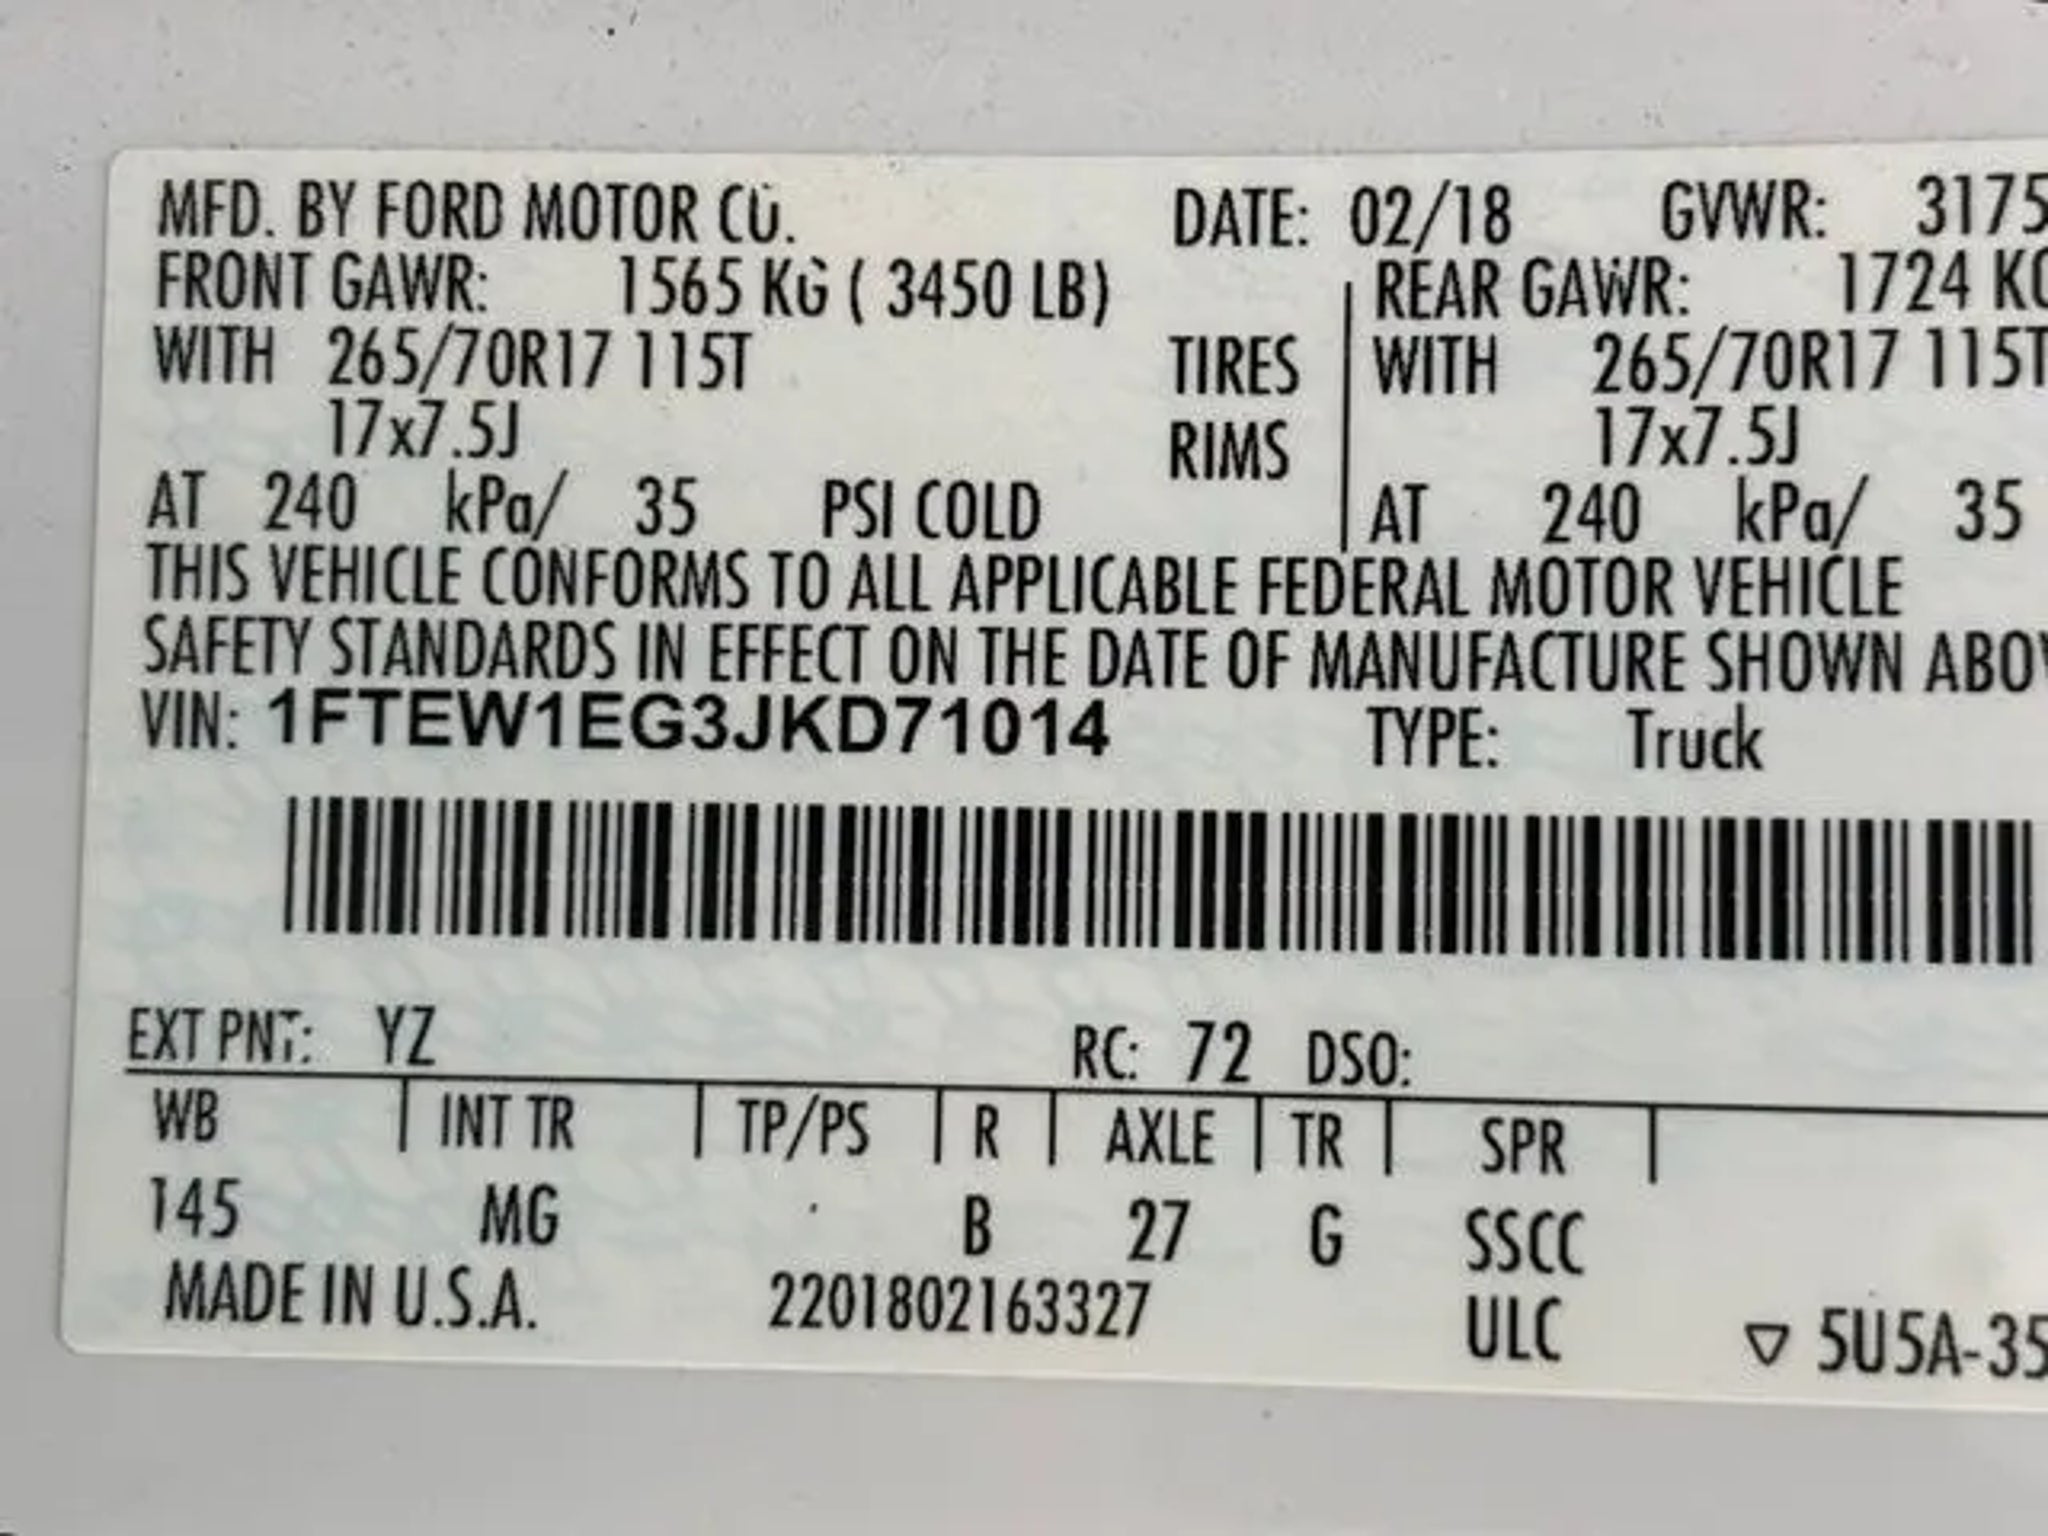 MFD. BY FORD MOTOR CO. DATE: 02/18 GVWR: 3175
FRONT GAWR: 1565 KG ( 3450 LB) REAR GAWR: 1724 KG
WITH 265/70R17 115T TIRES WITH 265/70R17 115T
17x7.5J RIMS 17x7.5J
AT 240 kPa/ 35 PSI COLD AT 240 kPa/ 35
THIS VEHICLE CONFORMS TO ALL APPLICABLE FEDERAL MOTOR VEHICLE
SAFETY STANDARDS IN EFFECT ON THE DATE OF MANUFACTURE SHOWN ABOV
VIN: 1FTEW1EG3JKD71014 TYPE: Truck
EXT PNT: YZ RC: 72 DSO:
WB INT TR TP/PS R AXLE TR SPR
145 MG B 27 G SSCC
MADE IN U.S.A. 2201802163327 ULC ▽ 5U5A-35